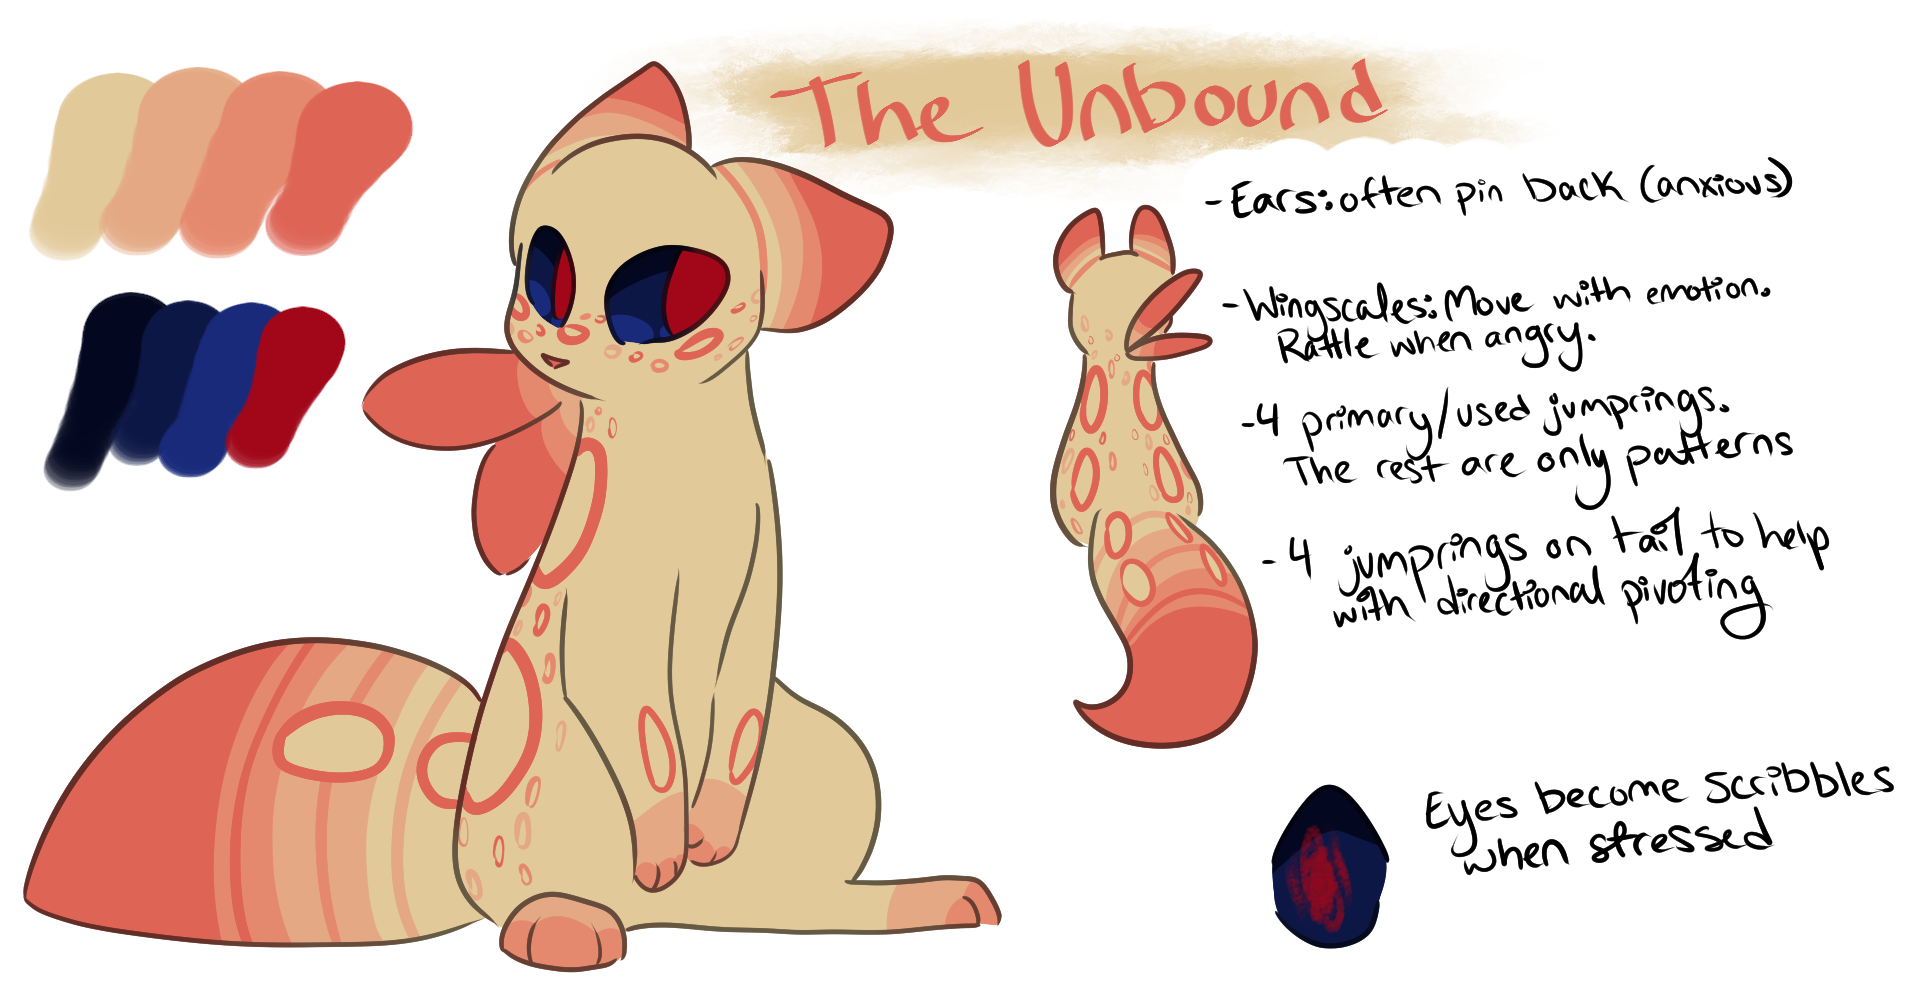 The Unbound
- Ears: often pin back (anxious)
- Wingscales: Move with emotion.
Rattle when angry.
- 4 primary/used jumprings.
The rest are only patterns
- 4 jumprings on tail to help
with directional pivoting
Eyes become scribbles
when stressed